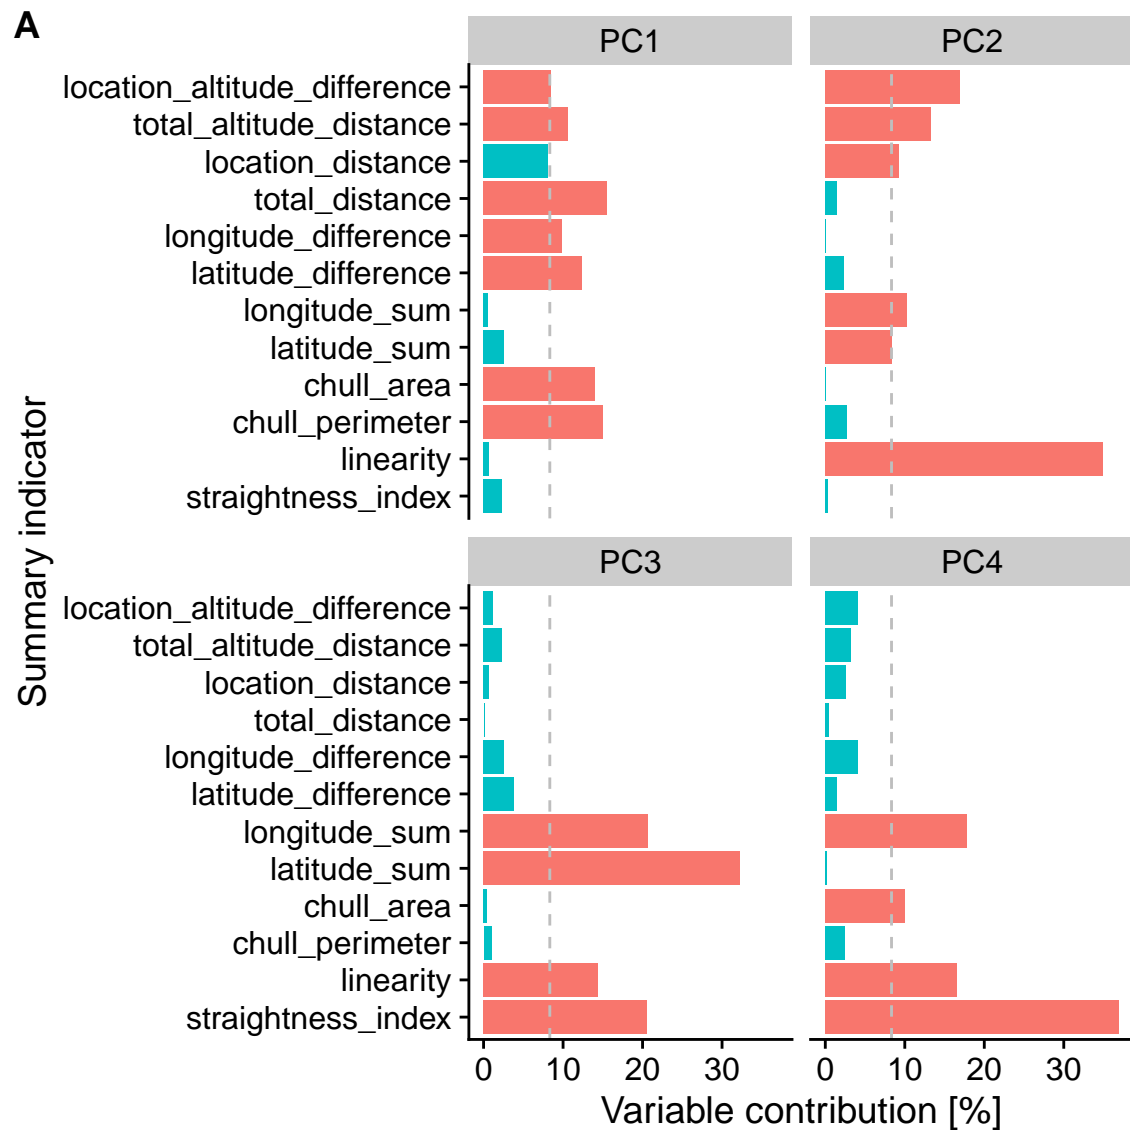 A
PC1
PC2
location_altitude_difference
total_altitude_distance
location_distance
total_distance
longitude_difference
latitude_difference
longitude_sum
latitude_sum
chull_area
chull_perimeter
linearity
straightness_index
Summary indicator
PC3
PC4
location_altitude_difference
total_altitude_distance
location_distance
total_distance
longitude_difference
latitude_difference
longitude_sum
latitude_sum
chull_area
chull_perimeter
linearity
straightness_index
0 10 20 30 0 10 20 30
Variable contribution [%]